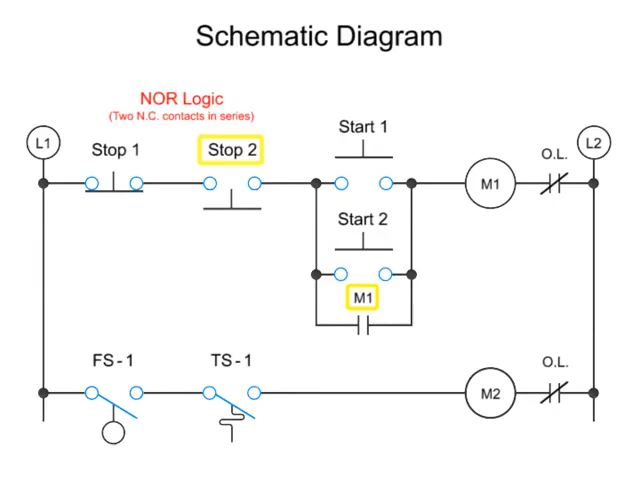 Schematic Diagram
NOR Logic
(Two N.C. contacts in series)
L1
Stop 1
Stop 2
Start 1
L2
M1
O.L.
Start 2
M1
FS-1
TS-1
M2
O.L.